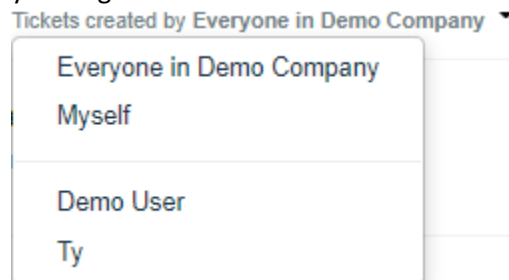 Tickets created by Everyone in Demo Company
Everyone in Demo Company
Myself
Demo User
Ty